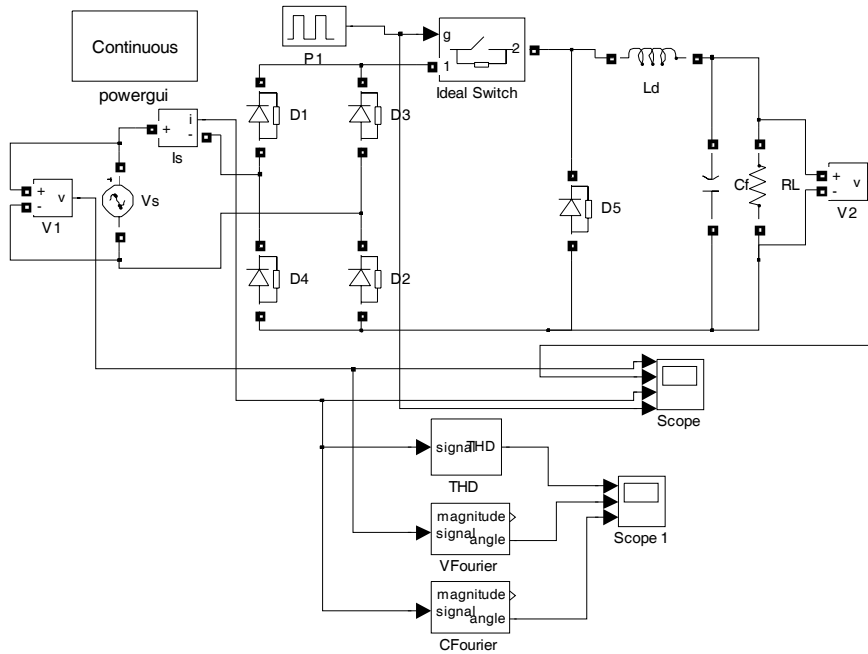 Continuous
powergui
P1
g
1
2
Ideal Switch
Ld
D1
D3
i
+
-
Is
+
-
v
V1
Vs
D5
Cf
RL
+
-
v
V2
D4
D2
Scope
signal
THD
THD
magnitude
signal
angle
VFourier
Scope 1
magnitude
signal
angle
CFourier